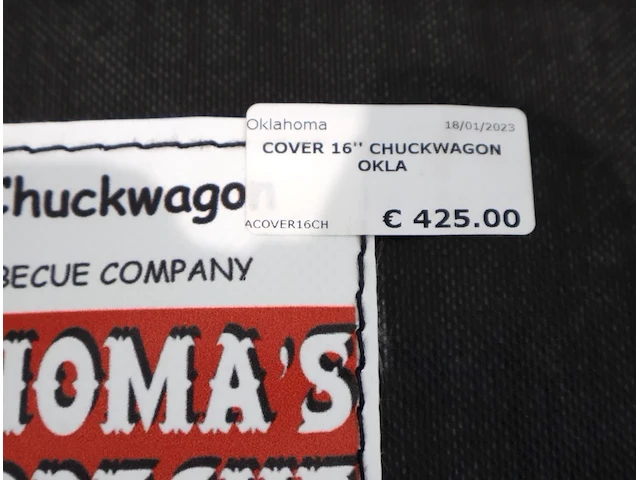 Oklahoma 18/01/2023
COVER 16" CHUCKWAGON
OKLA
ACOVER16CH € 425.00
Chuckwagon
BECUE COMPANY
HOMA'S